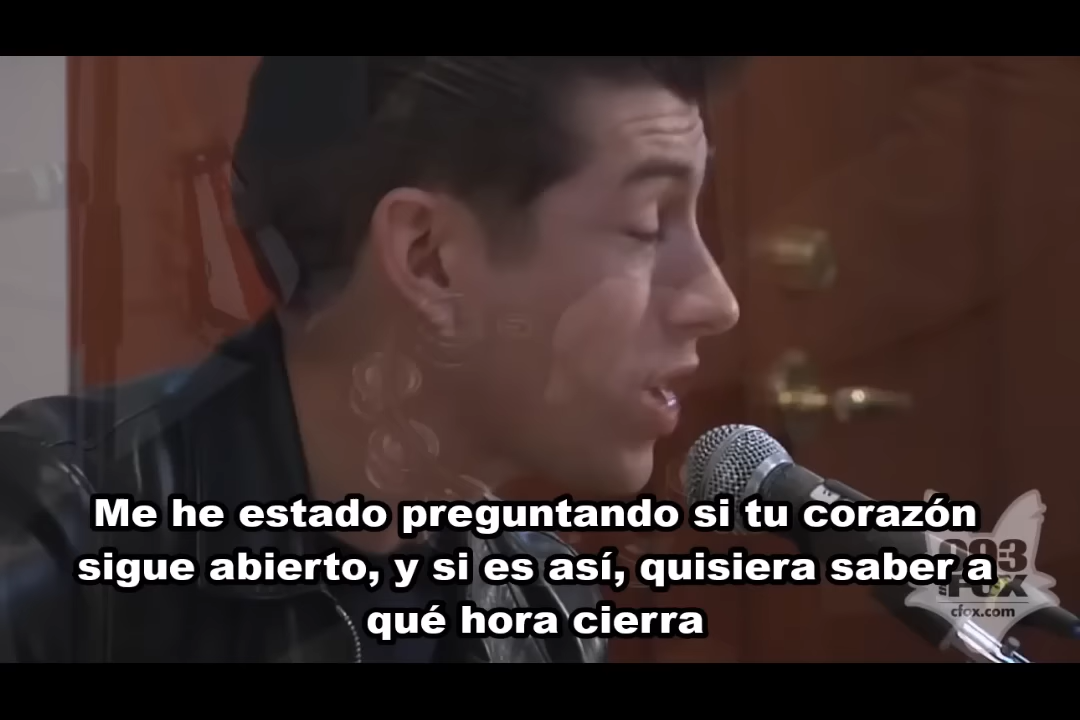 Me he estado preguntando si tu corazón
sigue abierto, y si es así, quisiera saber a
qué hora cierra
FOX
cfox.com